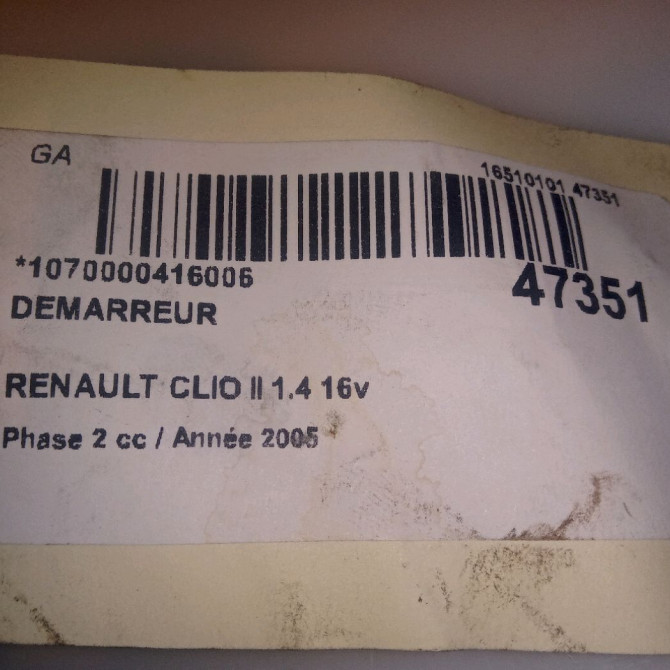 GA
16510101 47351
*1070000416006
47351
DEMARREUR
RENAULT CLIO II 1.4 16v
Phase 2 cc / Année 2005